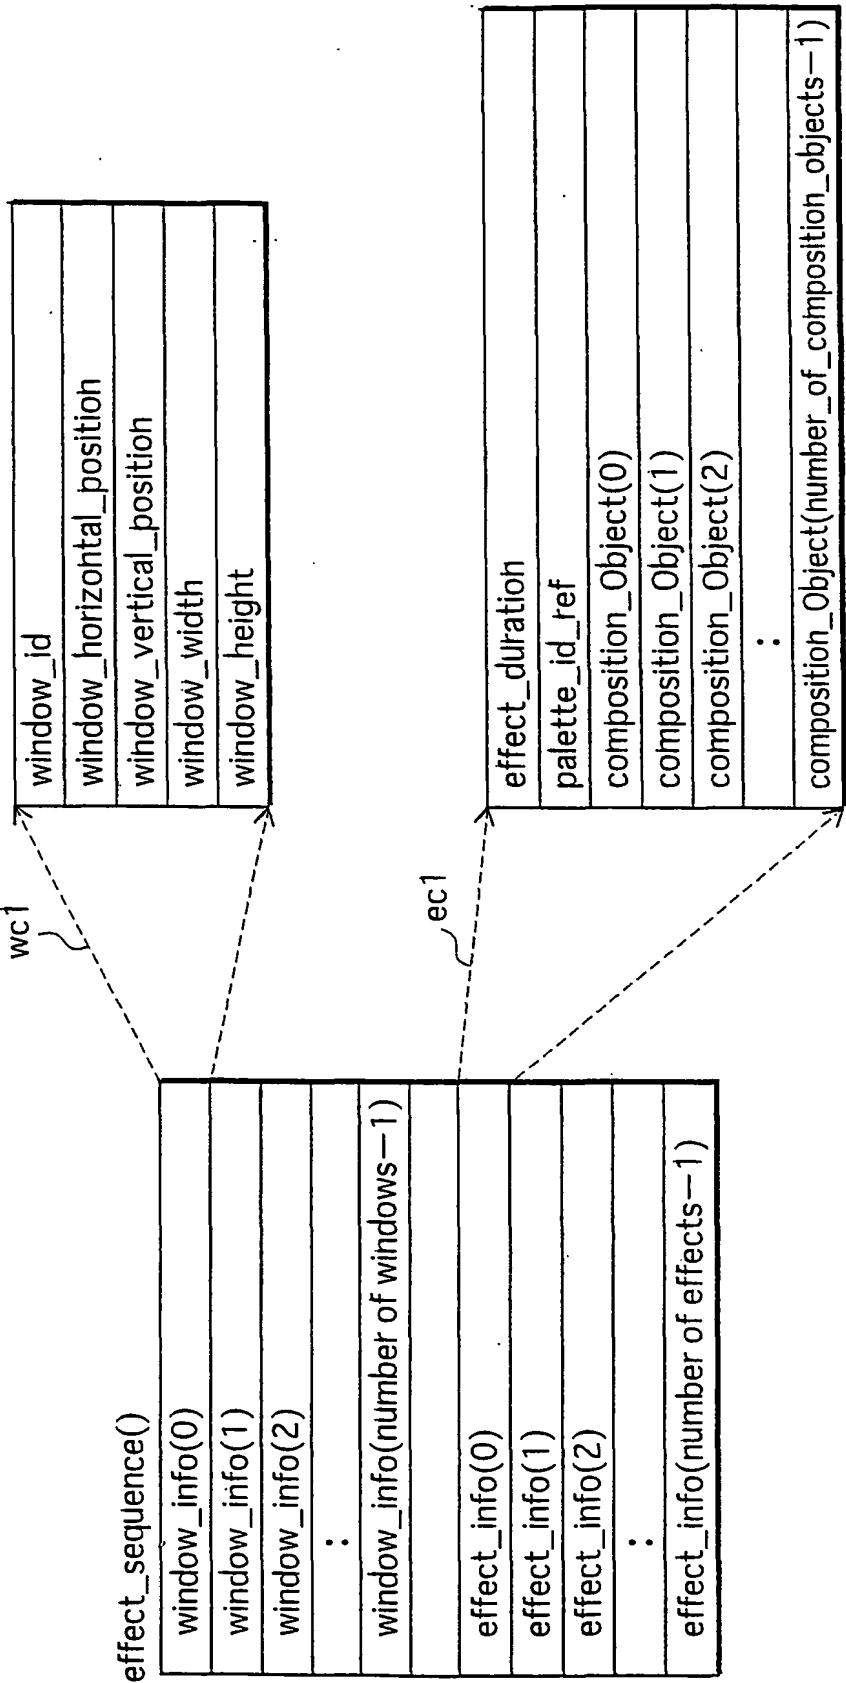 effect_sequence()
window_info(0)
window_info(1)
window_info(2)
:
window_info(number of windows—1)
effect_info(0)
effect_info(1)
effect_info(2)
:
effect_info(number of effects—1)
wc1
window_id
window_horizohtal_position
window_vertical_position
window_width
window_height
ec1
effect_duration
palette_id_ref
composition_Object(0)
composition_Object(1)
composition_Object(2)
:
composition_Object(number_of_composition_objects—1)